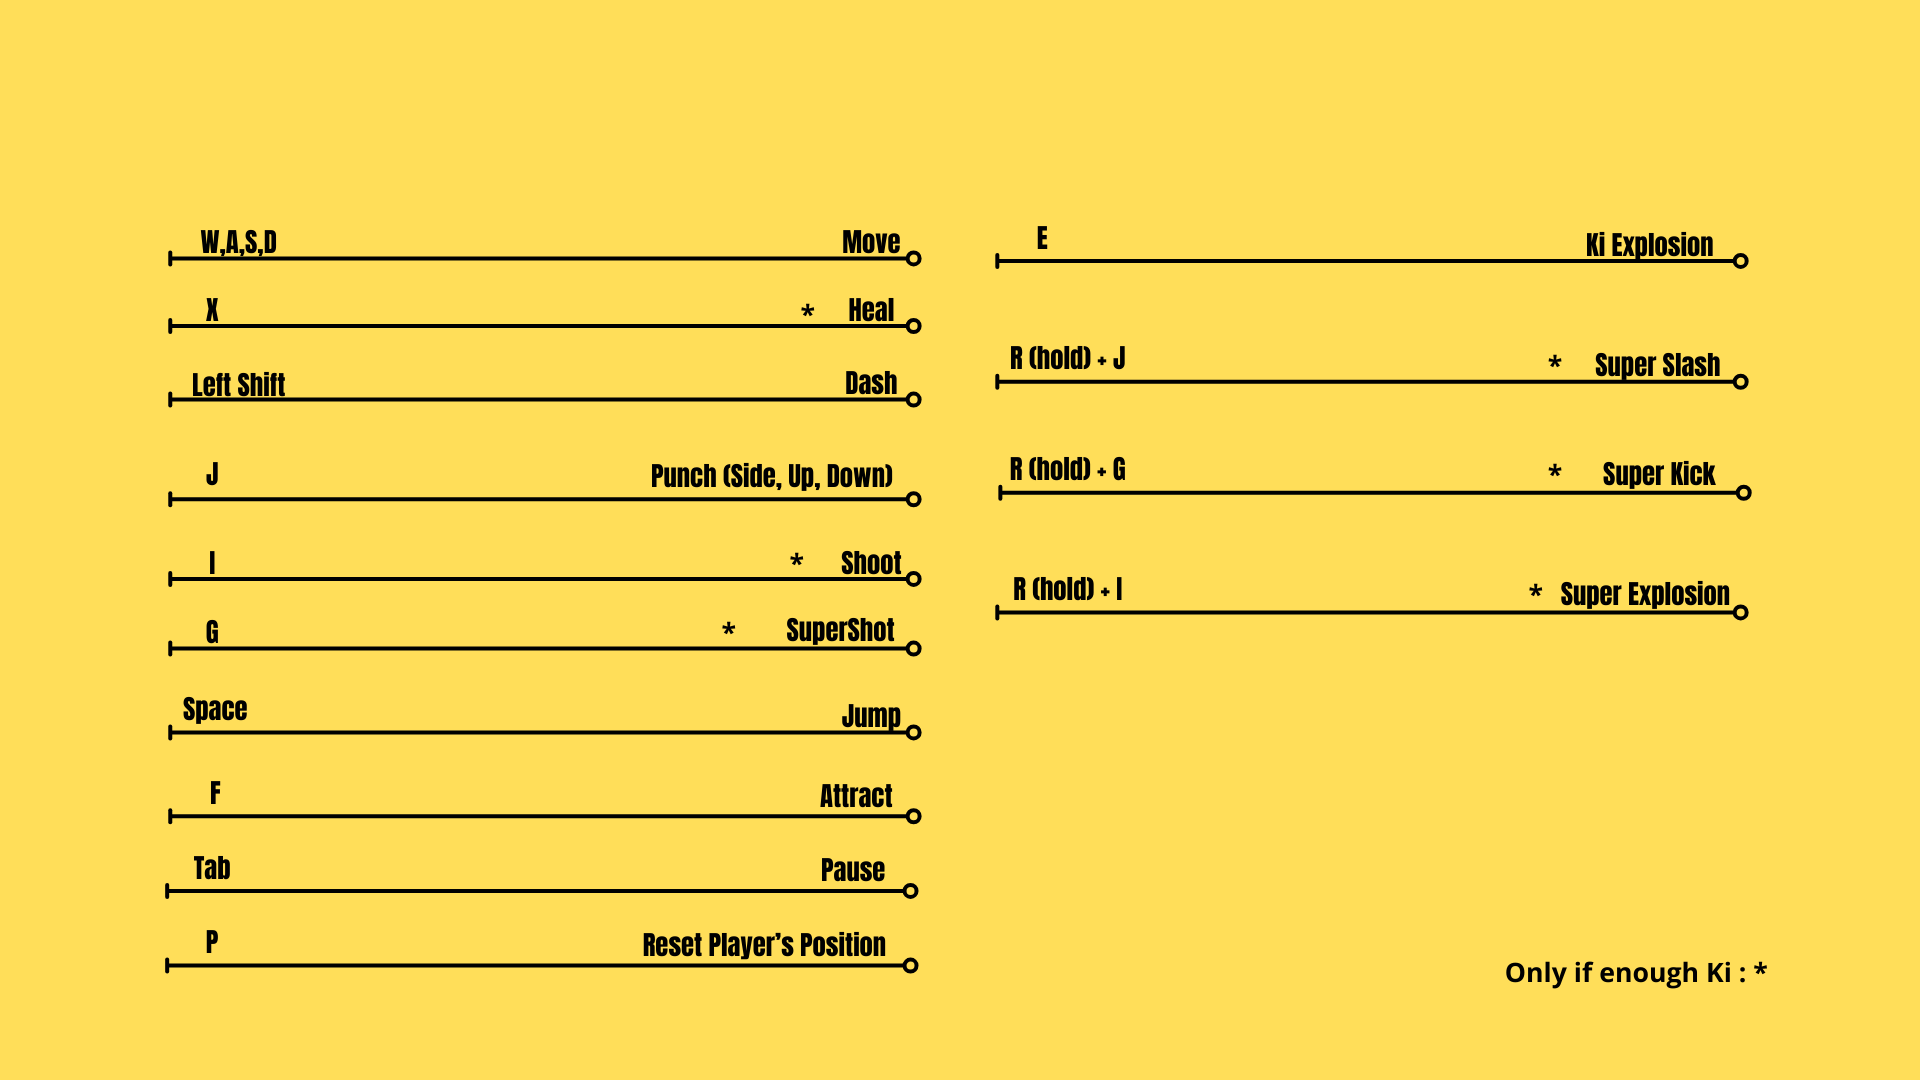 W,A,S,D Move
X * Heal
Left Shift Dash
J Punch (Side, Up, Down)
I * Shoot
G * SuperShot
Space Jump
F Attract
Tab Pause
P Reset Player’s Position
E Ki Explosion
R (hold) + J * Super Slash
R (hold) + G * Super Kick
R (hold) + I * Super Explosion
Only if enough Ki : *